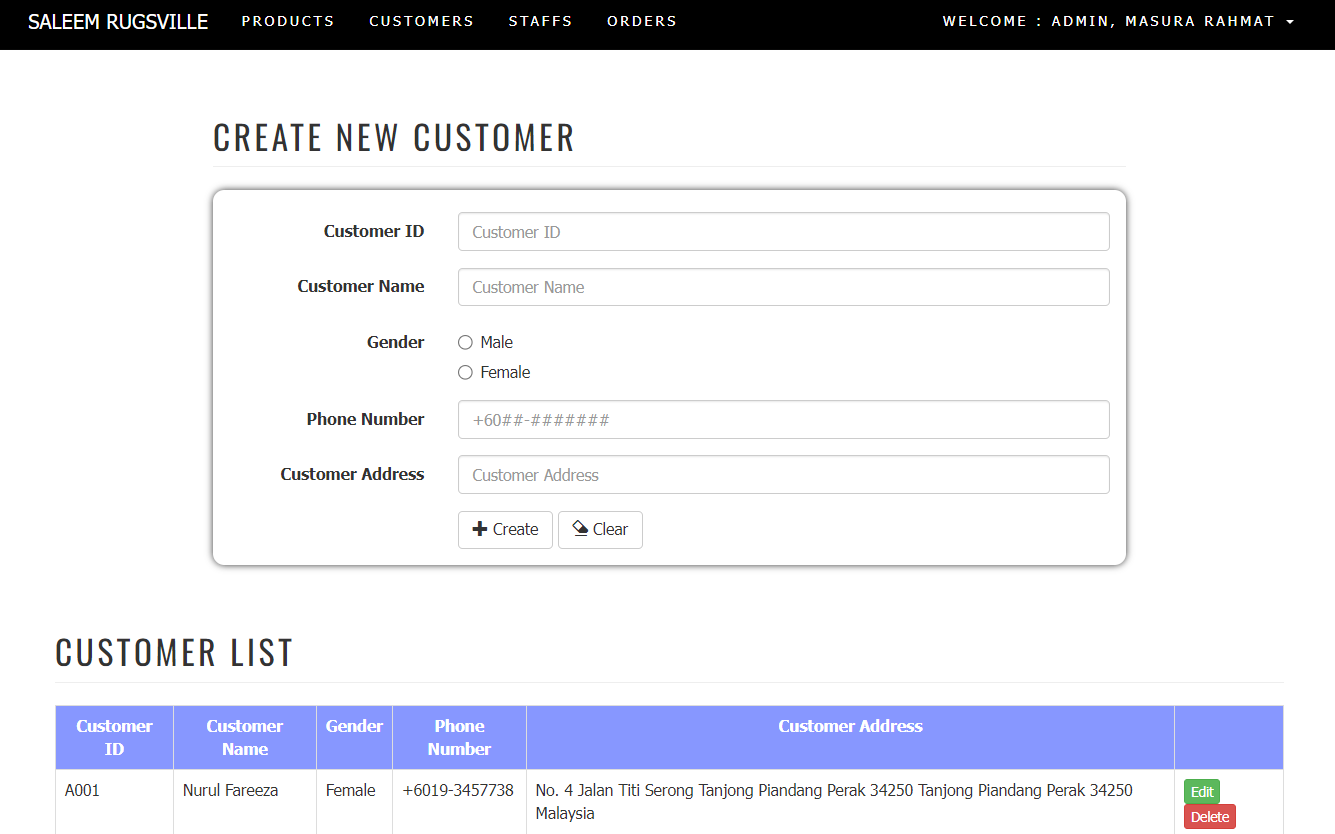 SALEEM RUGSVILLE PRODUCTS CUSTOMERS STAFFS ORDERS WELCOME : ADMIN, MASURA RAHMAT
CREATE NEW CUSTOMER
Customer ID Customer ID
Customer Name Customer Name
Gender Male
Female
Phone Number +60##-#######
Customer Address Customer Address
Create Clear
CUSTOMER LIST
Customer ID Customer Name Gender Phone Number Customer Address
A001 Nurul Fareeza Female +6019-3457738 No. 4 Jalan Titi Serong Tanjong Piandang Perak 34250 Tanjong Piandang Perak 34250 Edit
Malaysia Delete